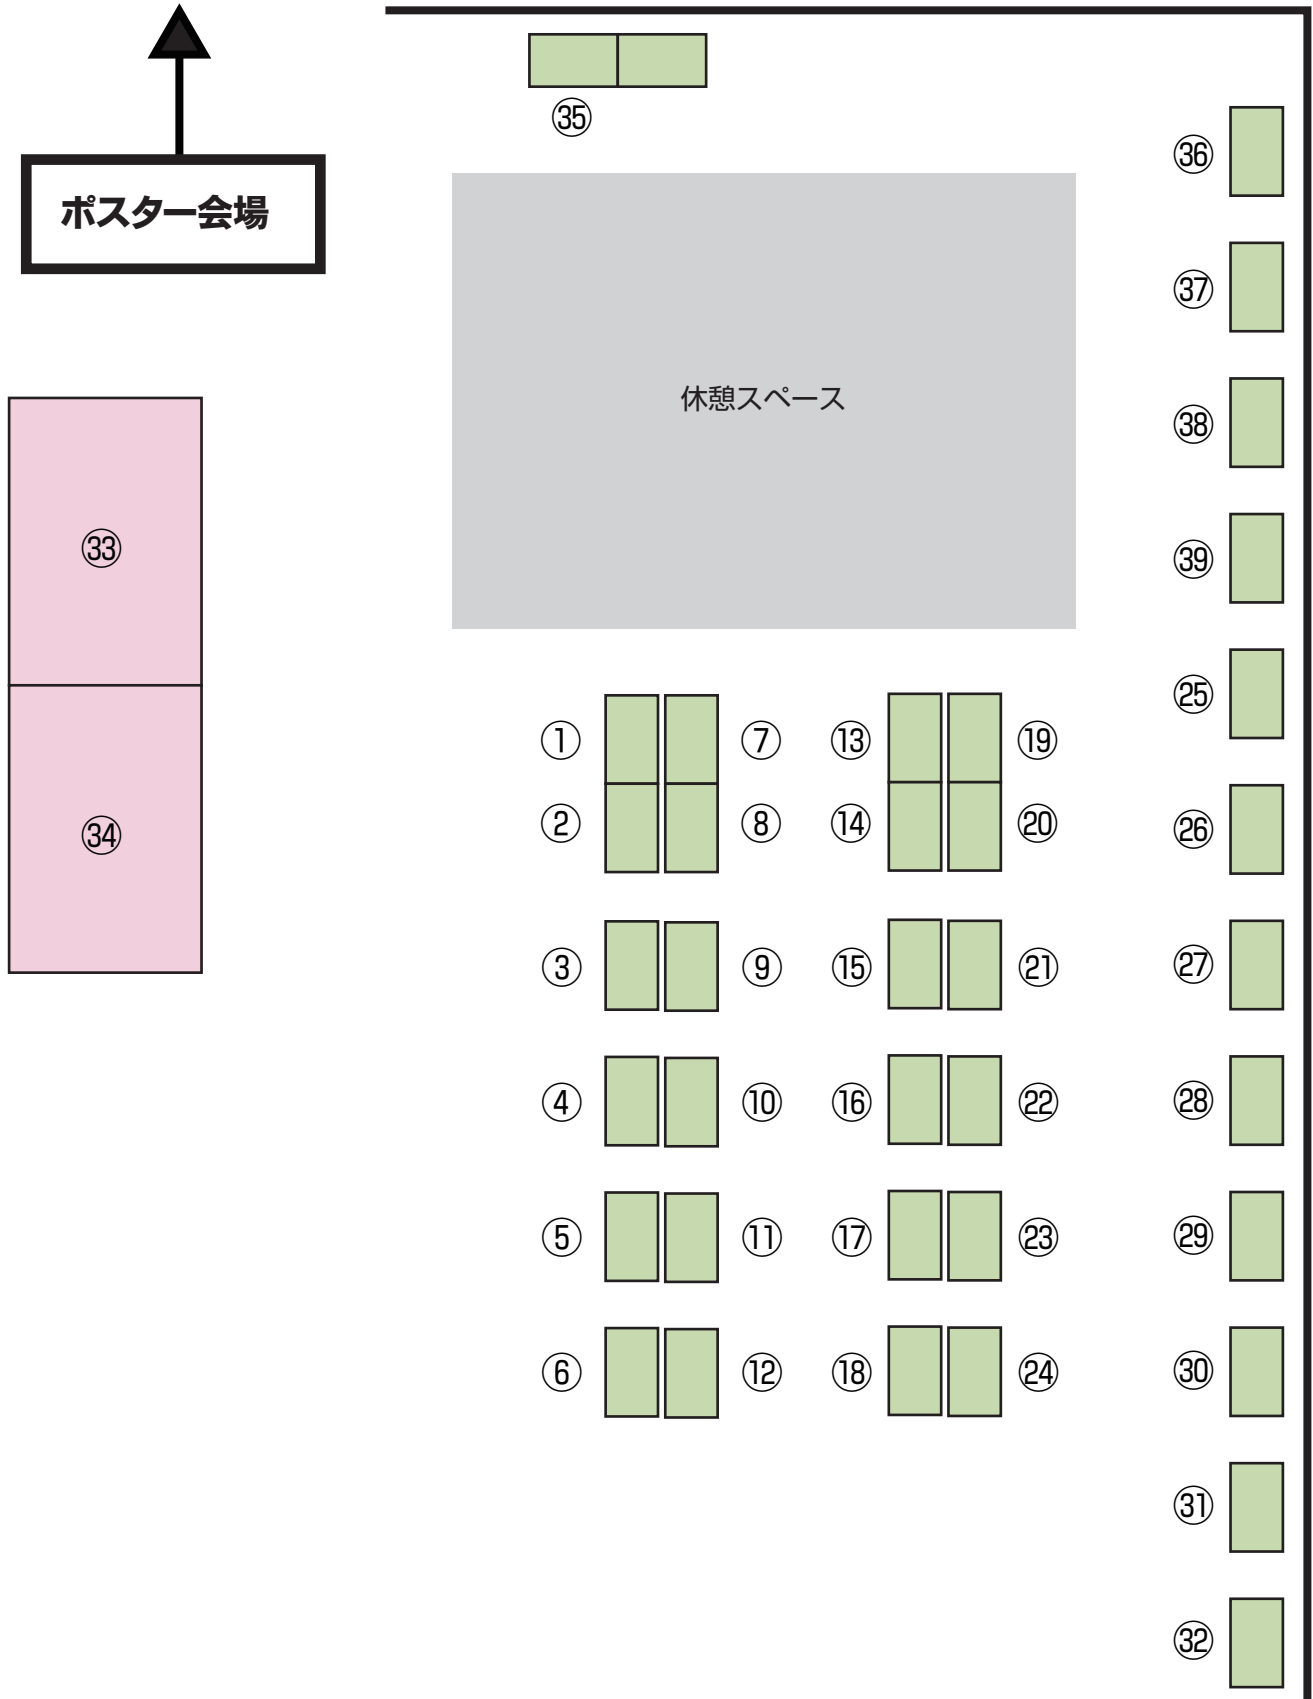 ㉟
㊱
ポスター会場
㊲
休憩スペース
㊳
㉝
㊴
㉕
① ⑦ ⑬ ⑲
② ⑧ ⑭ ⑳
㉖
㉞
③ ⑨ ⑮ ㉑
㉗
④ ⑩ ⑯ ㉒
㉘
⑤ ⑪ ⑰ ㉓
㉙
⑥ ⑫ ⑱ ㉔
㉚
㉛
㉜